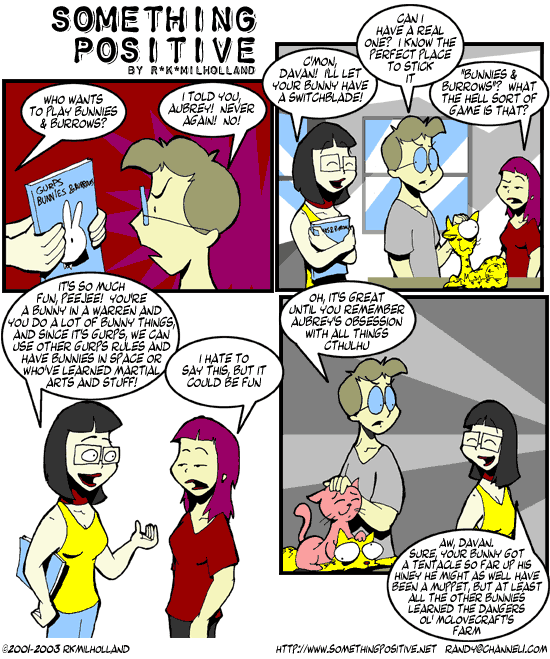 SOMETHING
POSITIVE
BY R*K*MILHOLLAND
WHO WANTS
TO PLAY BUNNIES
& BURROWS?
I TOLD YOU,
AUBREY! NEVER
AGAIN! NO!
GURPS
BUNNIES & BURROWS
C'MON,
DAVAN! I'LL LET
YOUR BUNNY HAVE
A SWITCHBLADE!
CAN I
HAVE A REAL
ONE? I KNOW THE
PERFECT PLACE
TO STICK
IT
"BUNNIES &
BURROWS"? WHAT
THE HELL SORT OF
GAME IS THAT?
IT'S SO MUCH
FUN, PEEJEE! YOU'RE
A BUNNY IN A WARREN AND
YOU DO A LOT OF BUNNY THINGS,
AND SINCE IT'S GURPS, WE CAN
USE OTHER GURPS RULES AND
HAVE BUNNIES IN SPACE OR
WHO'VE LEARNED MARTIAL
ARTS AND STUFF!
I HATE TO
SAY THIS, BUT IT
COULD BE FUN
OH, IT'S GREAT
UNTIL YOU REMEMBER
AUBREY'S OBSESSION
WITH ALL THINGS
CTHULHU
AW, DAVAN.
SURE, YOUR BUNNY GOT
A TENTACLE SO FAR UP HIS
HINEY HE MIGHT AS WELL HAVE
BEEN A MUPPET, BUT AT LEAST
ALL THE OTHER BUNNIES
LEARNED THE DANGERS
OL' MCLOVECRAFT'S
FARM
©2001-2003 RKMILHOLLAND
HTTP://WWW.SOMETHINGPOSITIVE.NET RANDY@CHANNEL1.COM